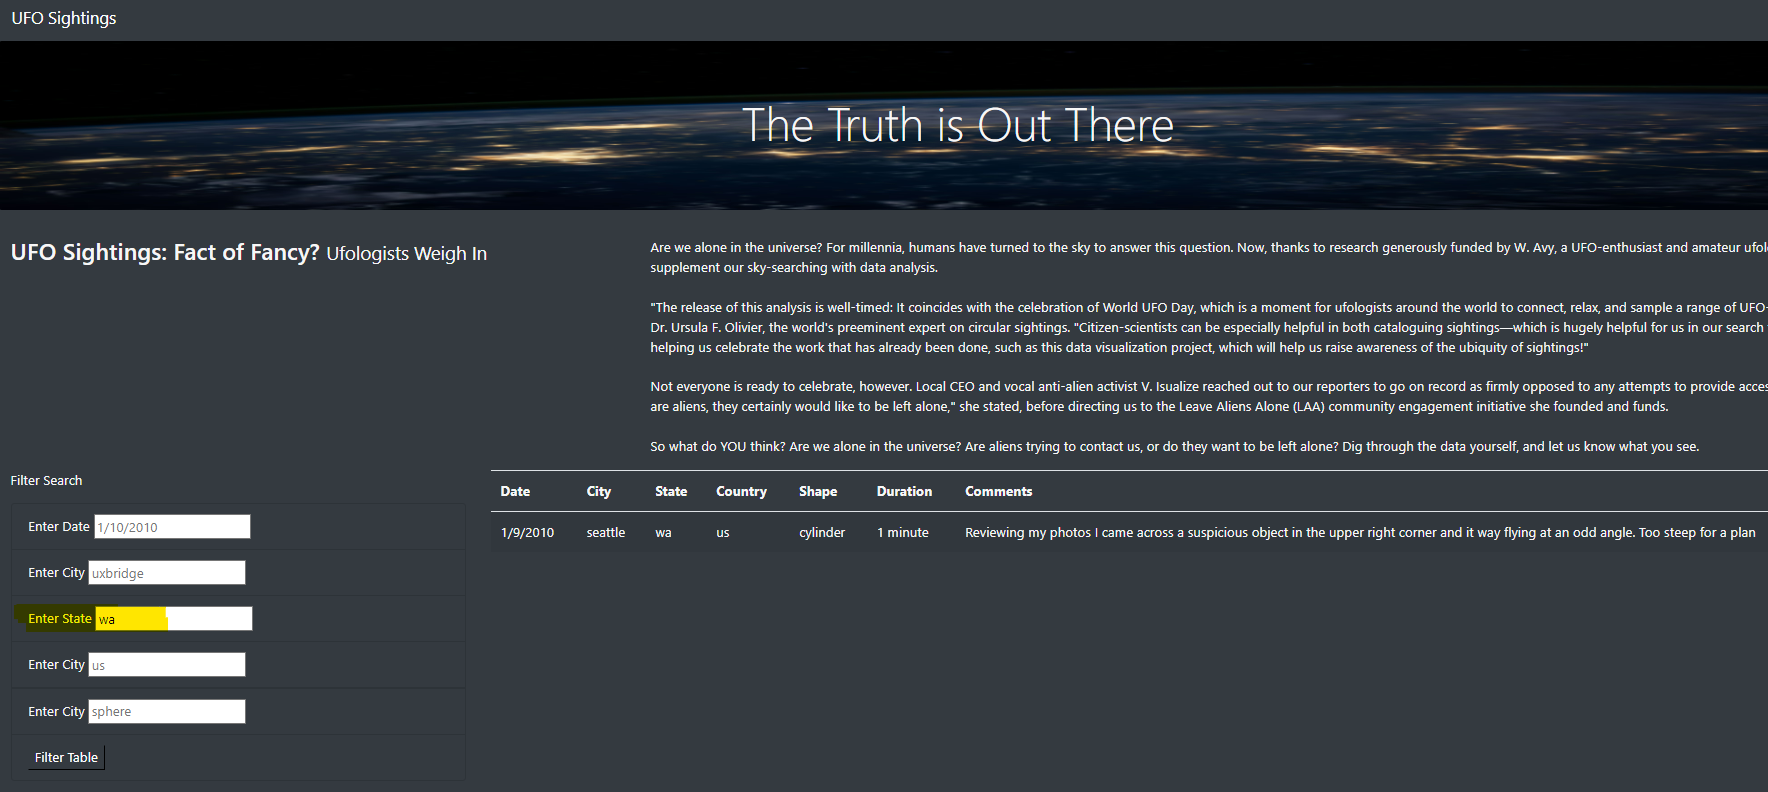 UFO Sightings
The Truth is Out There
UFO Sightings: Fact of Fancy? Ufologists Weigh In
Are we alone in the universe? For millennia, humans have turned to the sky to answer this question. Now, thanks to research generously funded by W. Avy, a UFO-enthusiast and amateur ufol
supplement our sky-searching with data analysis.
"The release of this analysis is well-timed: It coincides with the celebration of World UFO Day, which is a moment for ufologists around the world to connect, relax, and sample a range of UFO-
Dr. Ursula F. Olivier, the world's preeminent expert on circular sightings. "Citizen-scientists can be especially helpful in both cataloguing sightings—which is hugely helpful for us in our search
helping us celebrate the work that has already been done, such as this data visualization project, which will help us raise awareness of the ubiquity of sightings!"
Not everyone is ready to celebrate, however. Local CEO and vocal anti-alien activist V. Isualize reached out to our reporters to go on record as firmly opposed to any attempts to provide acces
are aliens, they certainly would like to be left alone," she stated, before directing us to the Leave Aliens Alone (LAA) community engagement initiative she founded and funds.
So what do YOU think? Are we alone in the universe? Are aliens trying to contact us, or do they want to be left alone? Dig through the data yourself, and let us know what you see.
Filter Search
Enter Date 1/10/2010
Enter City uxbridge
Enter State wa
Enter City us
Enter City sphere
Filter Table
Date City State Country Shape Duration Comments
1/9/2010 seattle wa us cylinder 1 minute Reviewing my photos I came across a suspicious object in the upper right corner and it way flying at an odd angle. Too steep for a plan